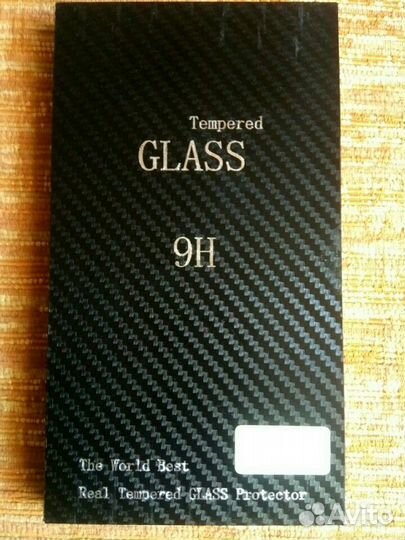 Tempered
GLASS
9H
The World Best
Real Tempered GLASS Protector
Avito